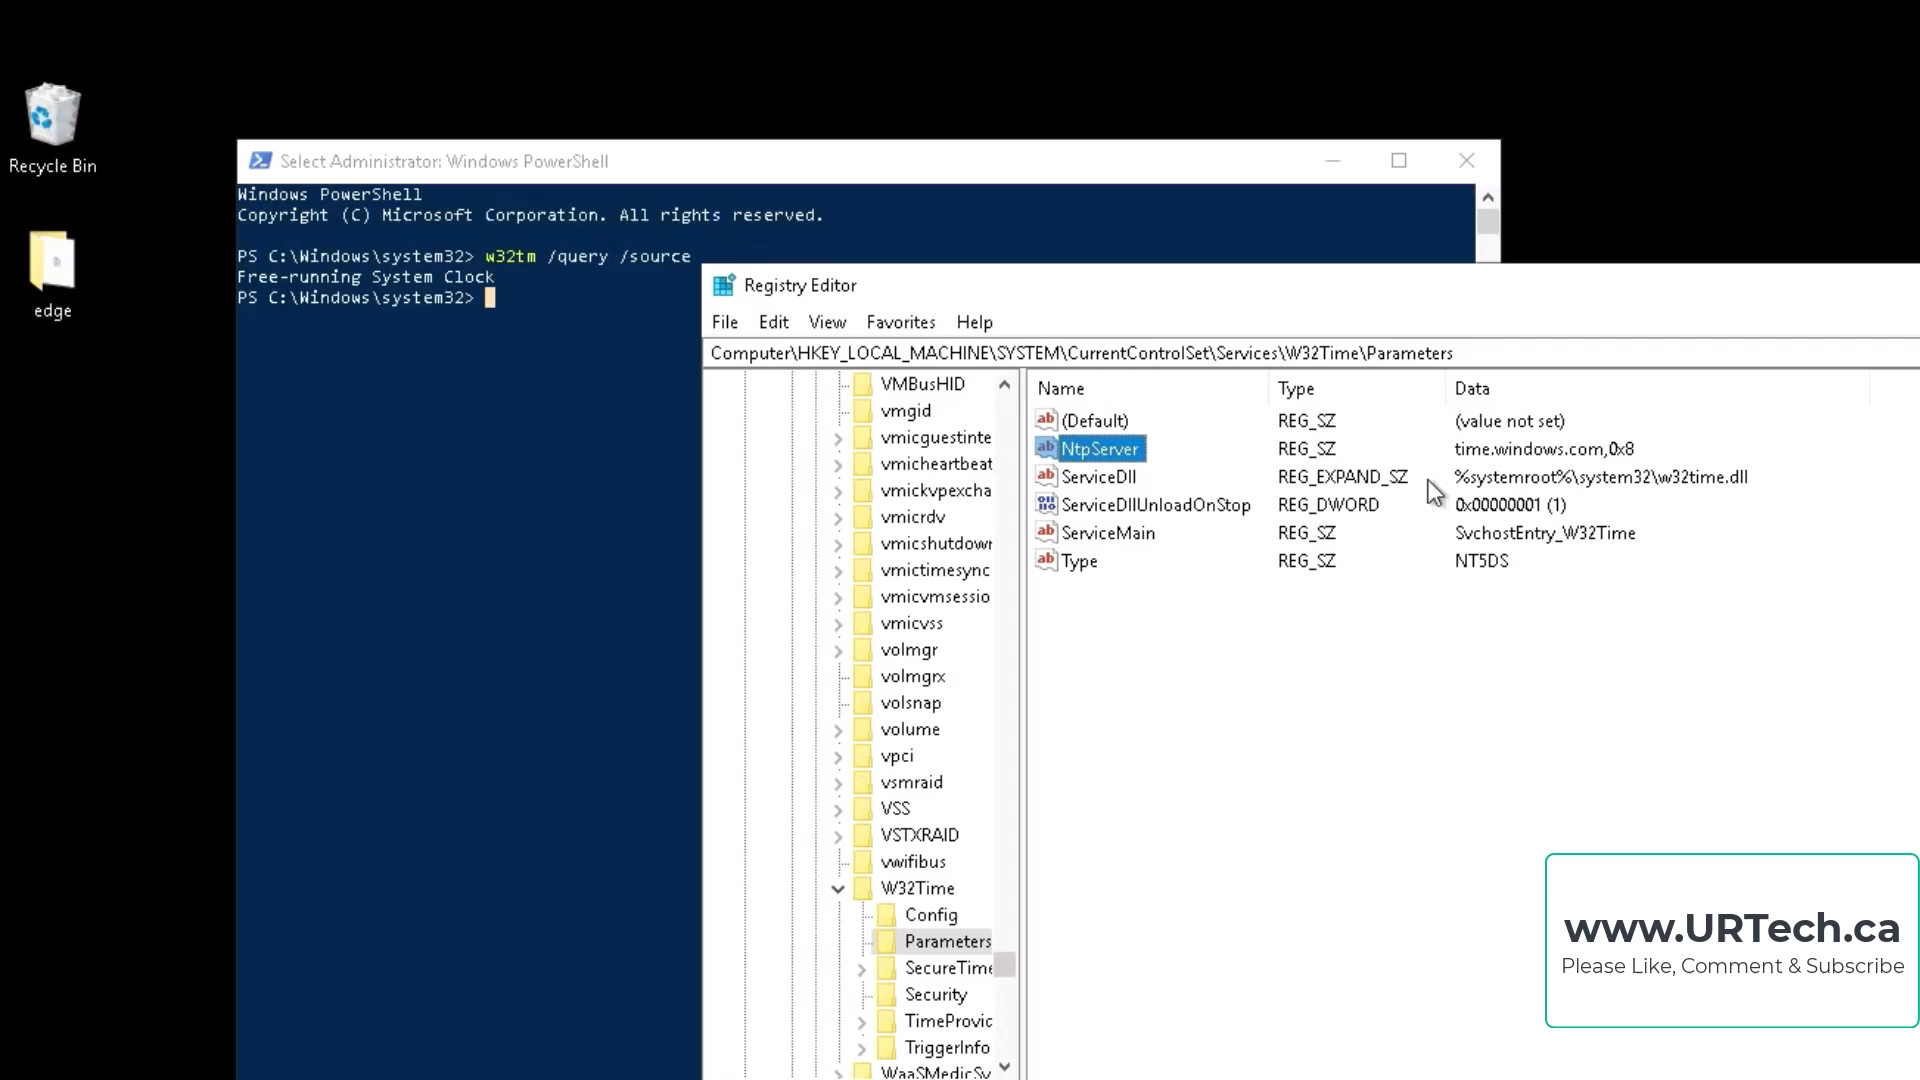 Recycle Bin
edge
Select Administrator: Windows PowerShell
Windows PowerShell
Copyright (C) Microsoft Corporation. All rights reserved.
PS C:\Windows\system32> w32tm /query /source
Free-running System Clock
PS C:\Windows\system32>
Registry Editor
File Edit View Favorites Help
Computer\HKEY_LOCAL_MACHINE\SYSTEM\CurrentControlSet\Services\W32Time\Parameters
VMBusHID
vmgid
vmicguestinte
vmicheartbeat
vmickvpexcha
vmicrdv
vmicshutdown
vmictimesync
vmicvmsessio
vmicvss
volmgr
volmgrx
volsnap
volume
vpci
vsmraid
VSS
VSTXRAID
vwifibus
W32Time
Config
Parameters
SecureTime
Security
TimeProvic
TriggerInfo
WaaSMedicSv
Name Type Data
(Default) REG_SZ (value not set)
NtpServer REG_SZ time.windows.com,0x8
ServiceDll REG_EXPAND_SZ %systemroot%\system32\w32time.dll
ServiceDllUnloadOnStop REG_DWORD 0x00000001 (1)
ServiceMain REG_SZ SvchostEntry_W32Time
Type REG_SZ NT5DS
www.URTech.ca
Please Like, Comment & Subscribe